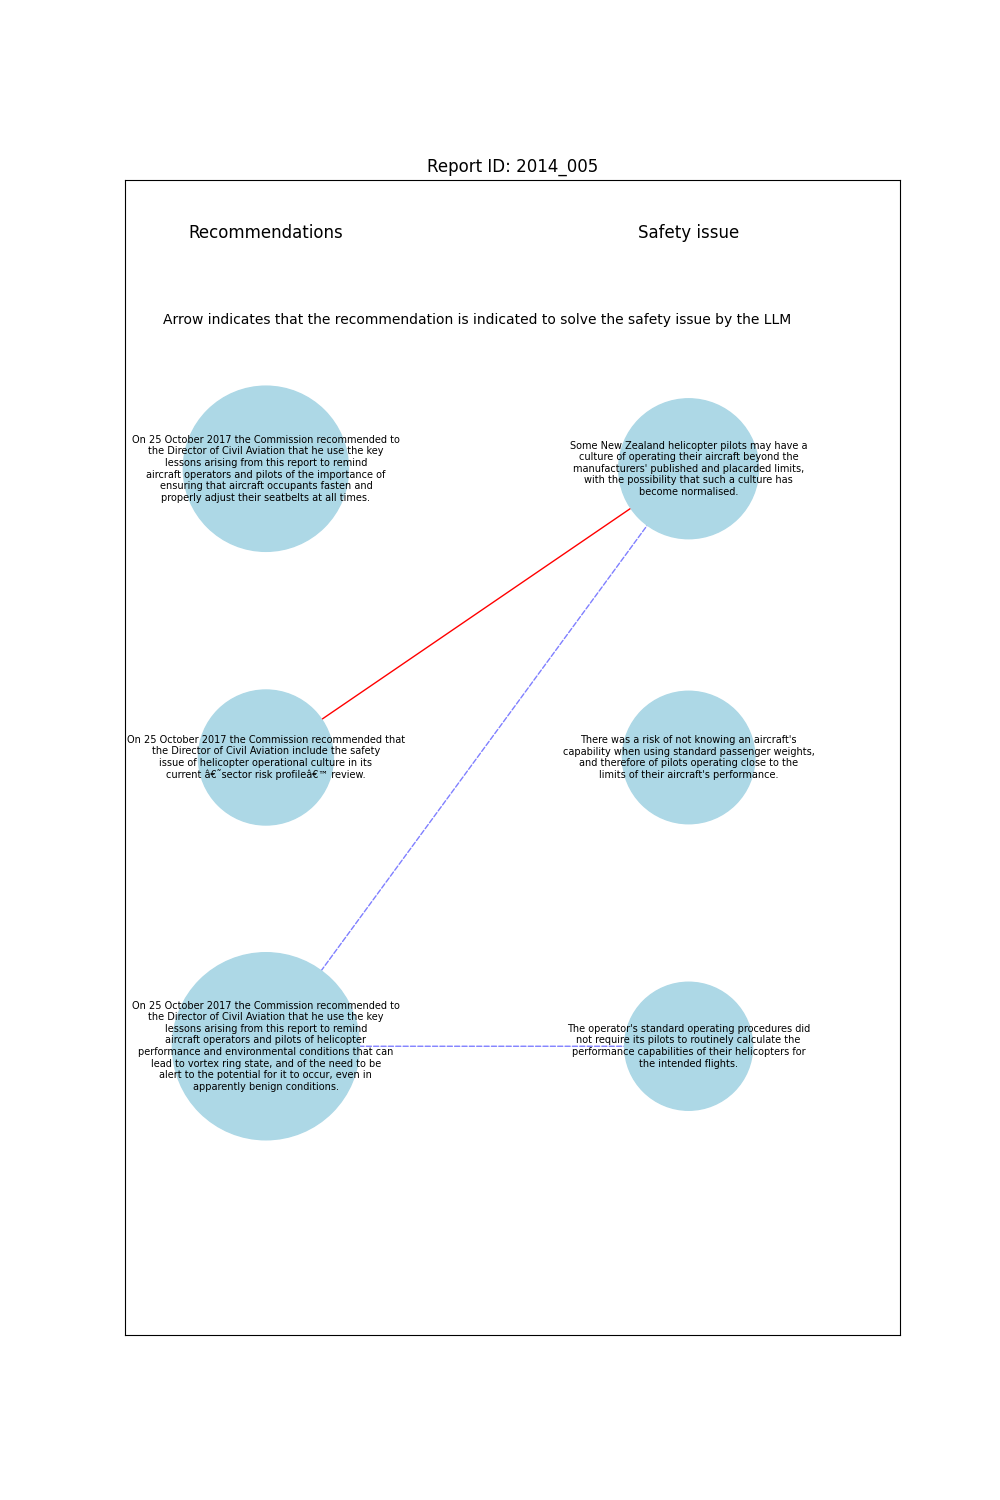 Report ID: 2014_005
Recommendations
Safety issue
Arrow indicates that the recommendation is indicated to solve the safety issue by the LLM
On 25 October 2017 the Commission recommended to
the Director of Civil Aviation that he use the key
lessons arising from this report to remind
aircraft operators and pilots of the importance of
ensuring that aircraft occupants fasten and
properly adjust their seatbelts at all times.
Some New Zealand helicopter pilots may have a
culture of operating their aircraft beyond the
manufacturers' published and placarded limits,
with the possibility that such a culture has
become normalised.
On 25 October 2017 the Commission recommended that
the Director of Civil Aviation include the safety
issue of helicopter operational culture in its
current â€˜sector risk profileâ€™ review.
There was a risk of not knowing an aircraft's
capability when using standard passenger weights,
and therefore of pilots operating close to the
limits of their aircraft's performance.
On 25 October 2017 the Commission recommended to
the Director of Civil Aviation that he use the key
lessons arising from this report to remind
aircraft operators and pilots of helicopter
performance and environmental conditions that can
lead to vortex ring state, and of the need to be
alert to the potential for it to occur, even in
apparently benign conditions.
The operator's standard operating procedures did
not require its pilots to routinely calculate the
performance capabilities of their helicopters for
the intended flights.